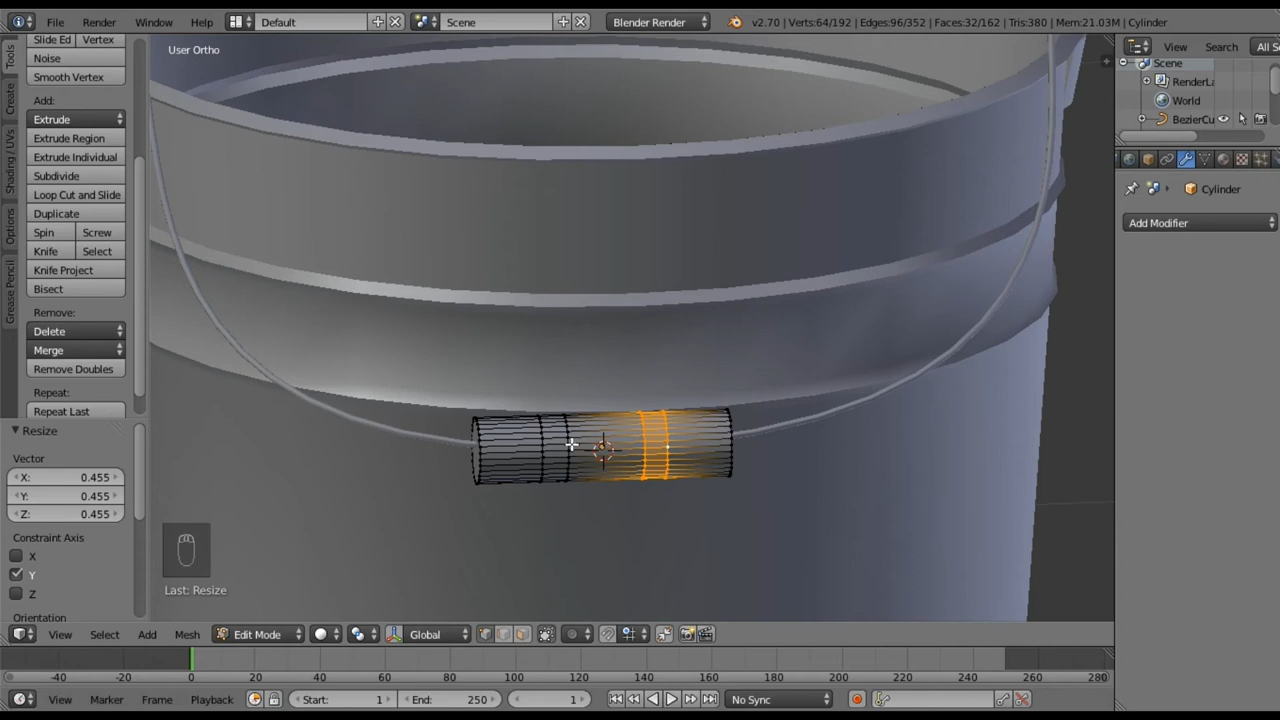 File Render Window Help Default Scene Blender Render v2.70 | Verts:64/192 | Edges:96/352 | Faces:32/162 | Tris:380 | Mem:21.03M | Cylinder
Slide Ed Vertex
Noise
Smooth Vertex
Add:
Extrude
Extrude Region
Extrude Individual
Subdivide
Loop Cut and Slide
Duplicate
Spin Screw
Knife Select
Knife Project
Bisect
Remove:
Delete
Merge
Remove Doubles
Repeat:
Repeat Last
Resize
Vector
X: 0.455
Y: 0.455
Z: 0.455
Constraint Axis
X
Y
Z
Orientation
Tools
Create
Shading / UVs
Options
Grease Pencil
User Ortho
Last: Resize
View Search All S
Scene
RenderLa
World
BezierCu
Cylinder
Add Modifier
View Select Add Mesh Edit Mode Global
-40 -20 0 20 40 60 80 100 120 140 160 180 200 220 240 260 280
View Marker Frame Playback Start: 1 End: 250 1 No Sync